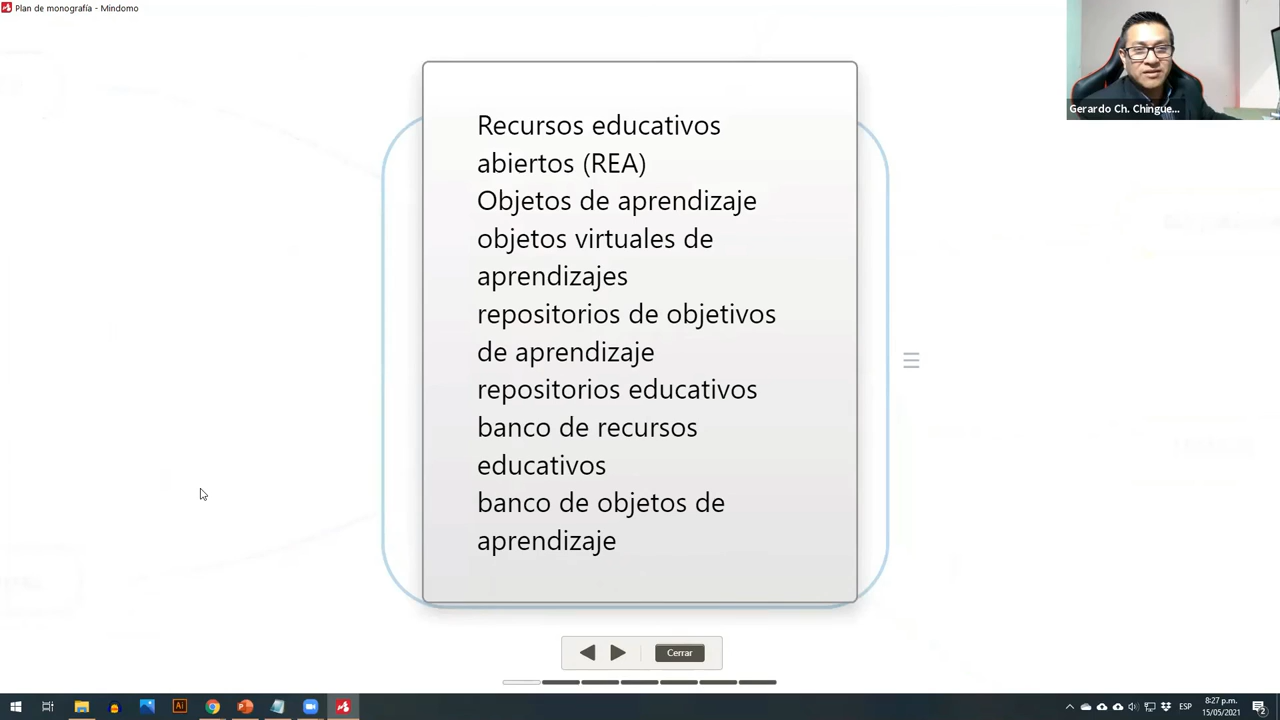 Plan de monografía - Mindomo
Gerardo Ch. Chingue...
Recursos educativos
abiertos (REA)
Objetos de aprendizaje
objetos virtuales de
aprendizajes
repositorios de objetivos
de aprendizaje
repositorios educativos
banco de recursos
educativos
banco de objetos de
aprendizaje
Cerrar
Ai
ESP
8:27 p.m.
15/05/2021
2